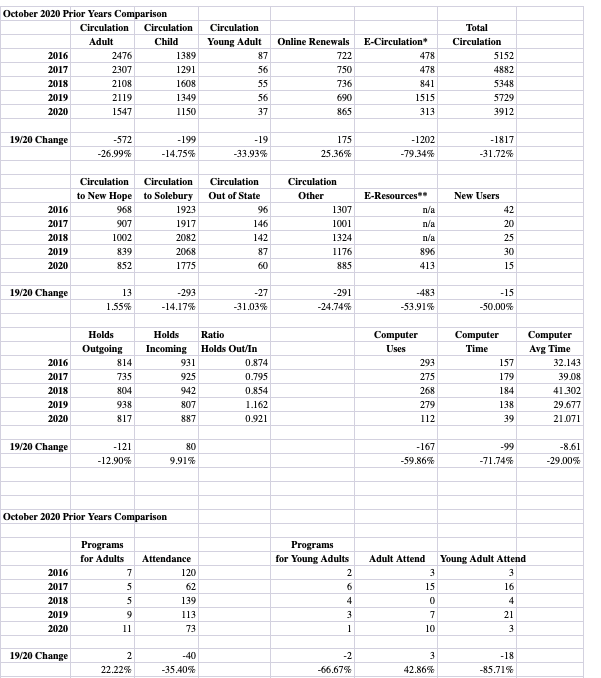 October 2020 Prior Years Comparison
Circulation Circulation Circulation Total
Adult Child Young Adult Online Renewals E-Circulation* Circulation
2016 2476 1389 87 722 478 5152
2017 2307 1291 56 750 478 4882
2018 2108 1608 55 736 841 5348
2019 2119 1349 56 690 1515 5729
2020 1547 1150 37 865 313 3912
19/20 Change -572 -199 -19 175 -1202 -1817
-26.99% -14.75% -33.93% 25.36% -79.34% -31.72%
Circulation Circulation Circulation Circulation
to New Hope to Solebury Out of State Other E-Resources** New Users
2016 968 1923 96 1307 n/a 42
2017 907 1917 146 1001 n/a 20
2018 1002 2082 142 1324 n/a 25
2019 839 2068 87 1176 896 30
2020 852 1775 60 885 413 15
19/20 Change 13 -293 -27 -291 -483 -15
1.55% -14.17% -31.03% -24.74% -53.91% -50.00%
Holds Holds Ratio Computer Computer Computer
Outgoing Incoming Holds Out/In Uses Time Avg Time
2016 814 931 0.874 293 157 32.143
2017 735 925 0.795 275 179 39.08
2018 804 942 0.854 268 184 41.302
2019 938 807 1.162 279 138 29.677
2020 817 887 0.921 112 39 21.071
19/20 Change -121 80 -167 -99 -8.61
-12.90% 9.91% -59.86% -71.74% -29.00%
October 2020 Prior Years Comparison
Programs Programs
for Adults Attendance for Young Adults Adult Attend Young Adult Attend
2016 7 120 2 3 3
2017 5 62 6 15 16
2018 5 139 4 0 4
2019 9 113 3 7 21
2020 11 73 1 10 3
19/20 Change 2 -40 -2 3 -18
22.22% -35.40% -66.67% 42.86% -85.71%